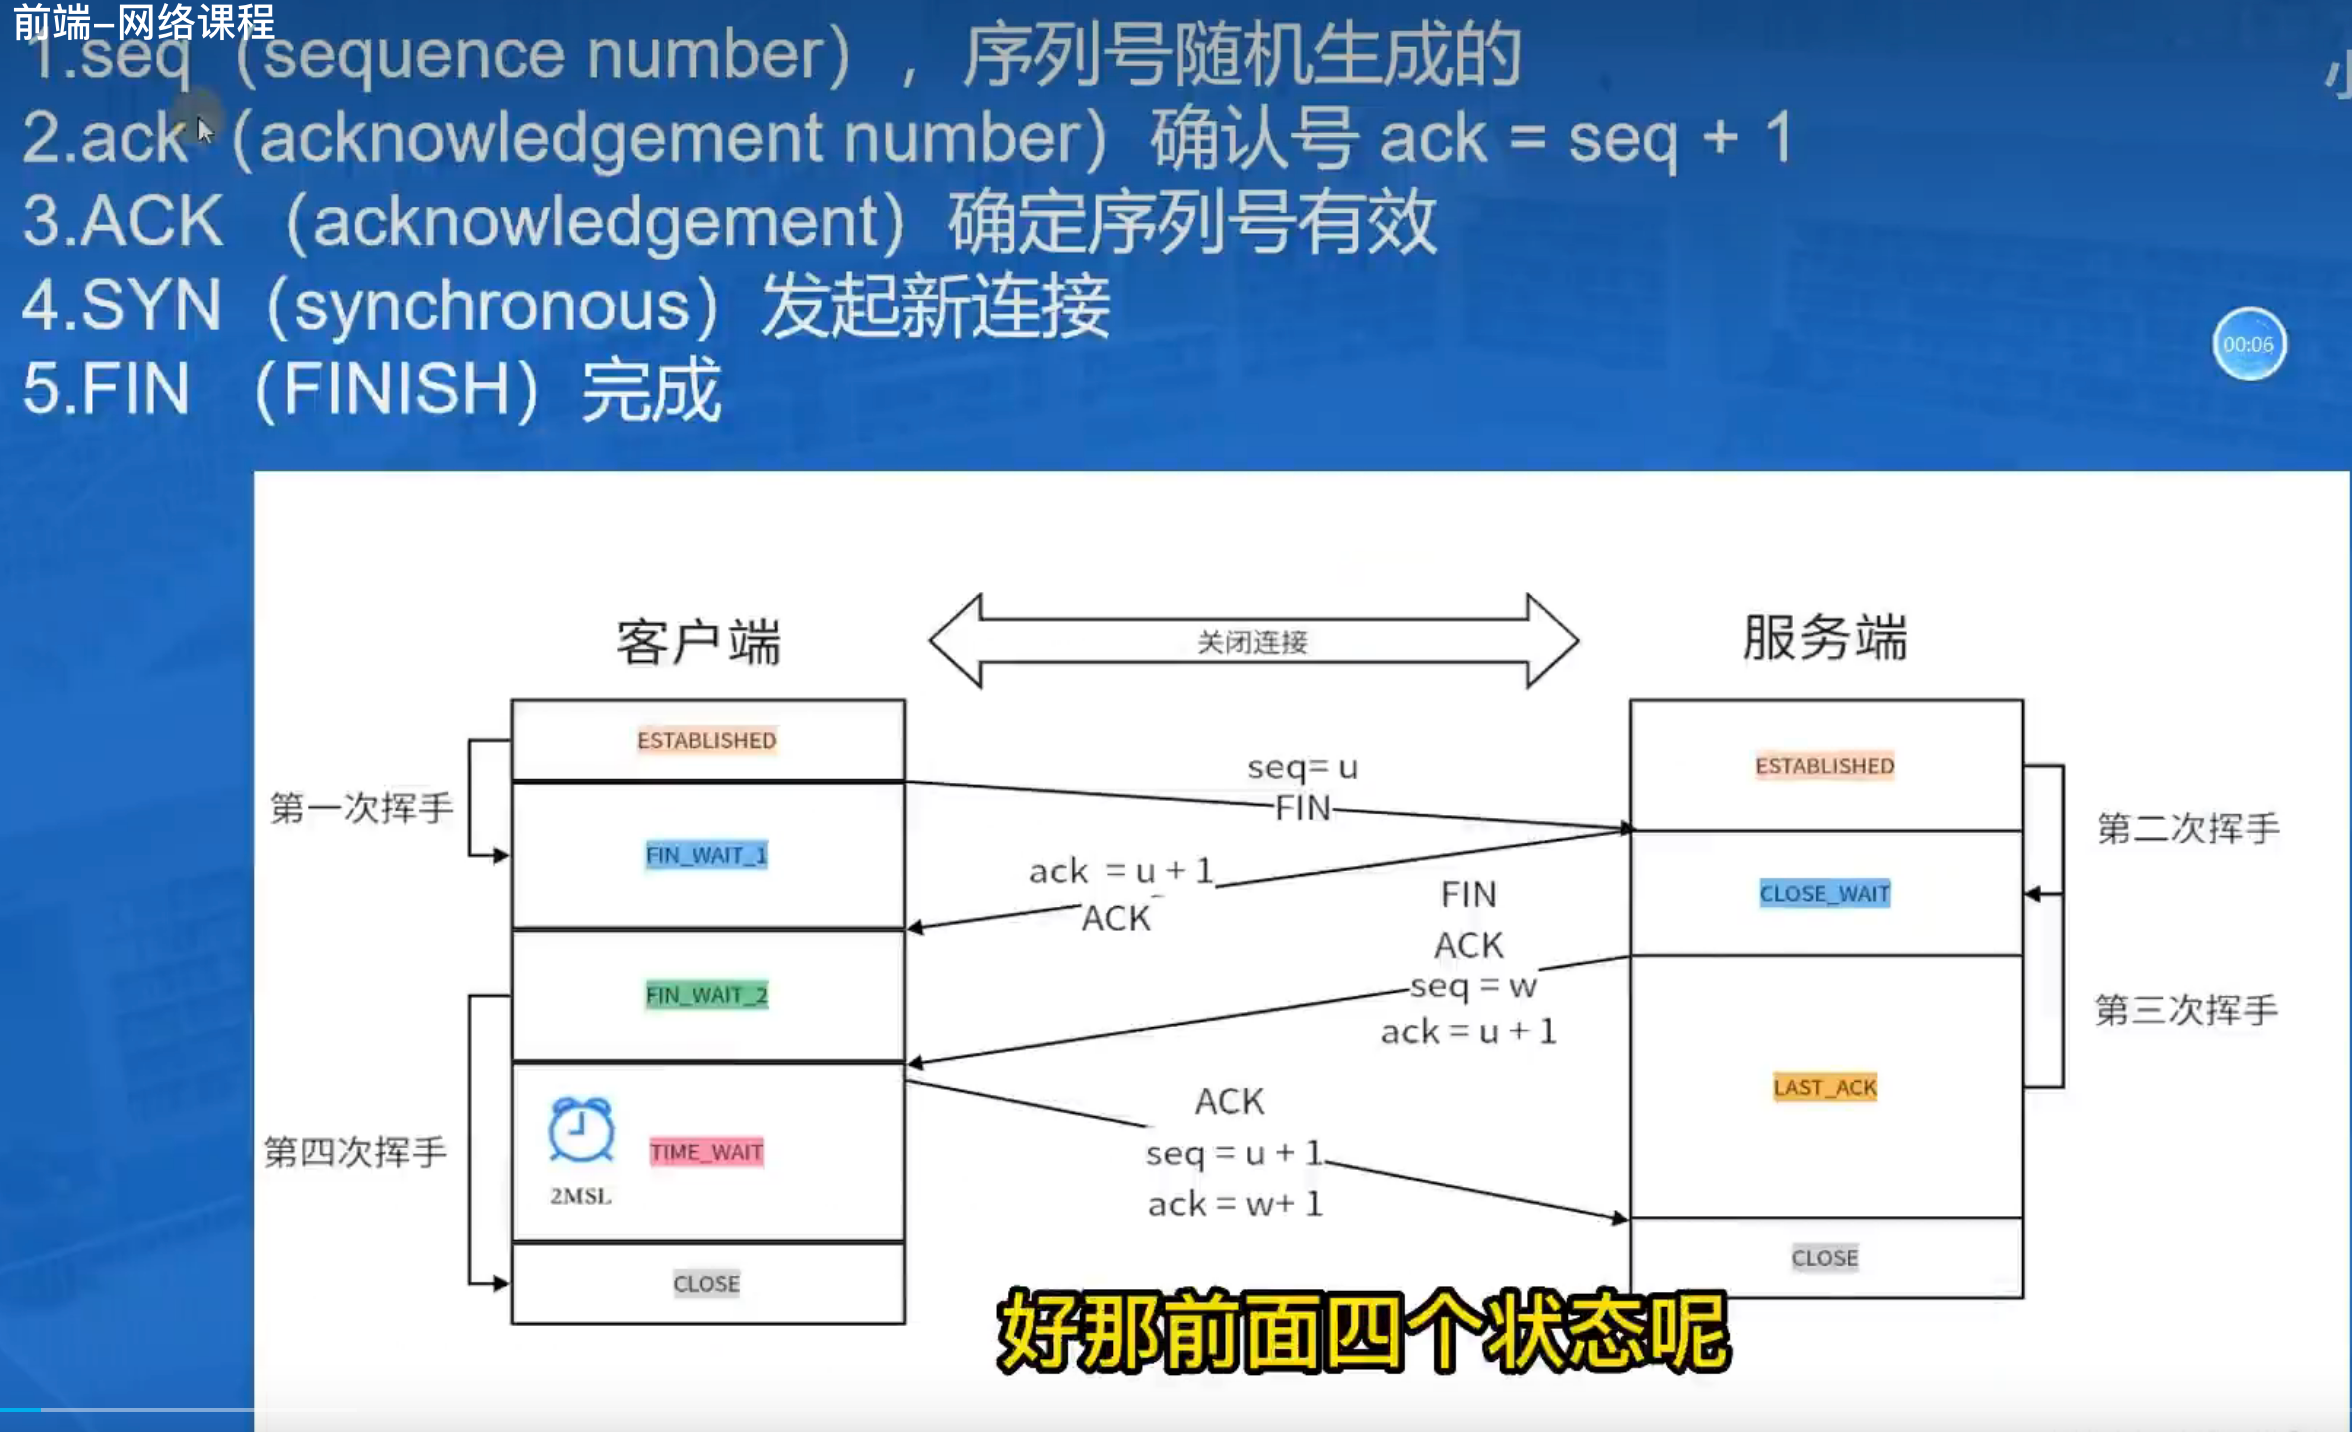 前端–网络课程
1.seq（sequence number），序列号随机生成的
2.ack（acknowledgement number）确认号 ack = seq + 1
3.ACK （acknowledgement）确定序列号有效
4.SYN（synchronous）发起新连接
5.FIN （FINISH）完成
00:06
客户端
关闭连接
服务端
ESTABLISHED
ESTABLISHED
seq= u
FIN
第一次挥手
第二次挥手
FIN_WAIT_1
ack = u + 1
ACK
CLOSE_WAIT
FIN
ACK
seq = w
ack = u + 1
FIN_WAIT_2
第三次挥手
LAST_ACK
ACK
seq = u + 1
ack = w+ 1
第四次挥手
TIME_WAIT
2MSL
CLOSE
CLOSE
好那前面四个状态呢